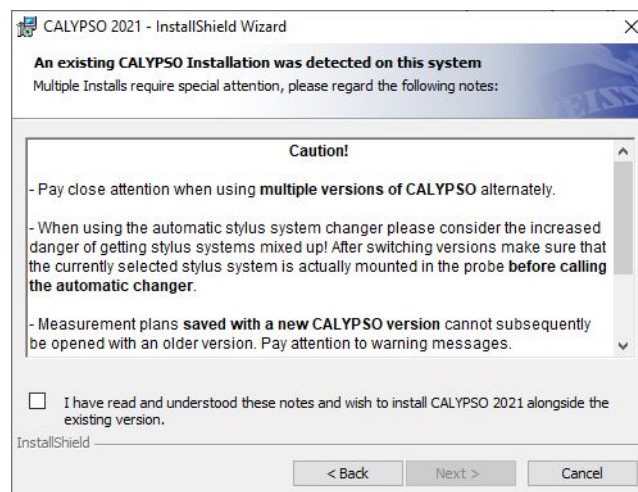 CALYPSO 2021 - InstallShield Wizard
An existing CALYPSO Installation was detected on this system
Multiple Installs require special attention, please regard the following notes:
ZEISS
Caution!
- Pay close attention when using multiple versions of CALYPSO alternately.
- When using the automatic stylus system changer please consider the increased
danger of getting stylus systems mixed up! After switching versions make sure that
the currently selected stylus system is actually mounted in the probe before calling
the automatic changer.
- Measurement plans saved with a new CALYPSO version cannot subsequently
be opened with an older version. Pay attention to warning messages.
I have read and understood these notes and wish to install CALYPSO 2021 alongside the
existing version.
InstallShield
< Back Next > Cancel